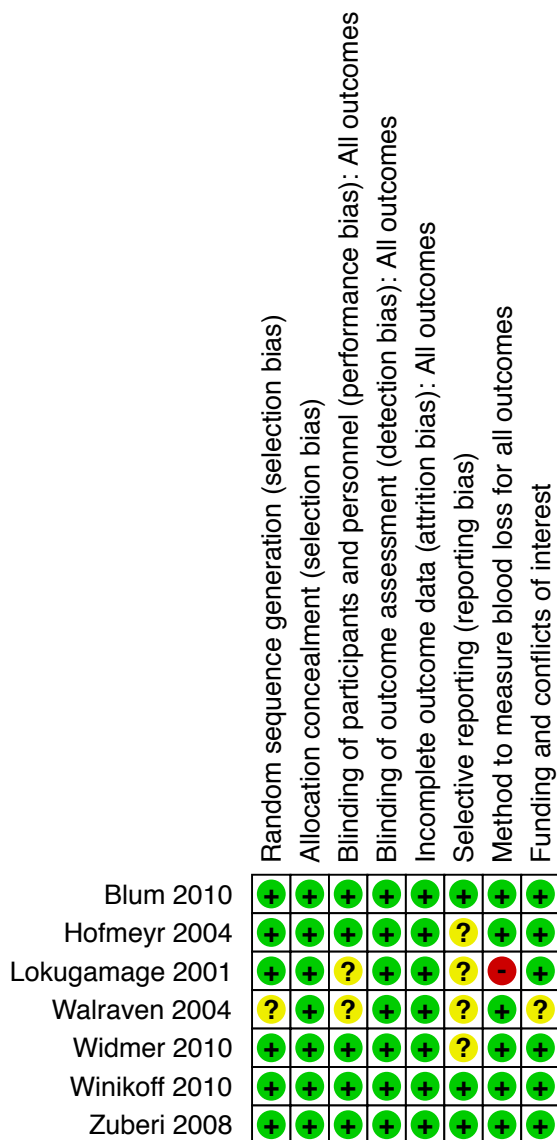 Random sequence generation (selection bias)
Allocation concealment (selection bias)
Blinding of participants and personnel (performance bias): All outcomes
Blinding of outcome assessment (detection bias): All outcomes
Incomplete outcome data (attrition bias): All outcomes
Selective reporting (reporting bias)
Method to measure blood loss for all outcomes
Funding and conflicts of interest
Blum 2010 + + + + + + + +
Hofmeyr 2004 + + + + + ? + +
Lokugamage 2001 + + ? + + ? - +
Walraven 2004 ? + ? + + ? + ?
Widmer 2010 + + + + + ? + +
Winikoff 2010 + + + + + + + +
Zuberi 2008 + + + + + + + +